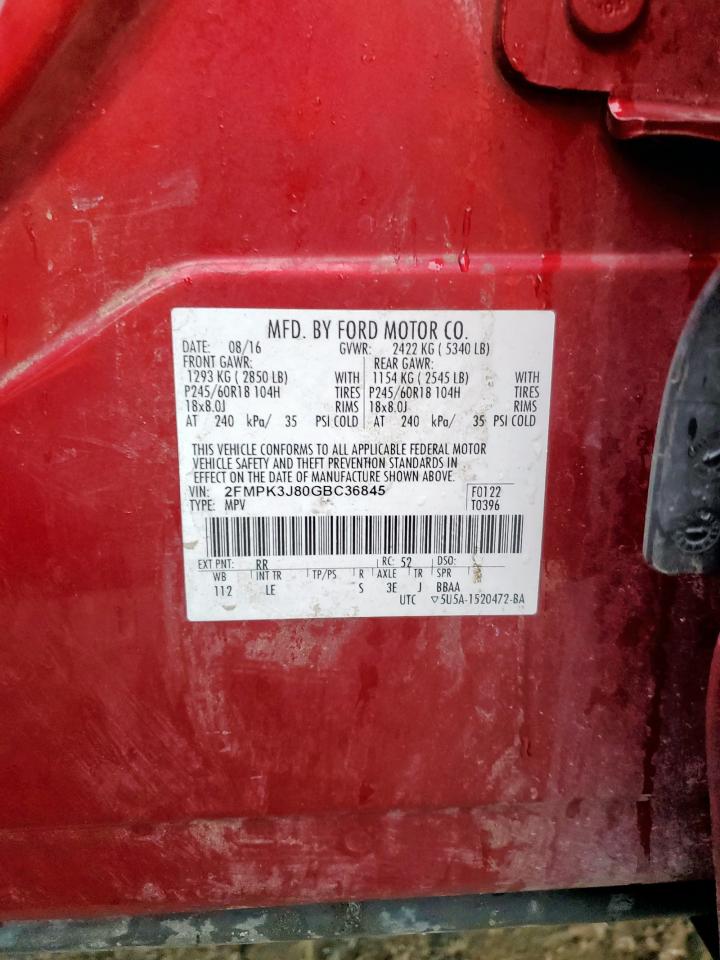 MFD. BY FORD MOTOR CO.
DATE: 08/16 GVWR: 2422 KG ( 5340 LB)
FRONT GAWR: REAR GAWR:
1293 KG ( 2850 LB) WITH 1154 KG ( 2545 LB) WITH
P245/60R18 104H TIRES P245/60R18 104H TIRES
18x8.0J RIMS 18x8.0J RIMS
AT 240 kPa/ 35 PSI COLD AT 240 kPa/ 35 PSI COLD
THIS VEHICLE CONFORMS TO ALL APPLICABLE FEDERAL MOTOR
VEHICLE SAFETY AND THEFT PREVENTION STANDARDS IN
EFFECT ON THE DATE OF MANUFACTURE SHOWN ABOVE.
VIN: 2FMPK3J80GBC36845 F0122
TYPE: MPV T0396
EXT PNT: RR RC: 52 DSO:
WB INT TR TP/PS R AXLE TR SPR
112 LE S 3E J BBAA
UTC ▽5U5A-1520472-BA